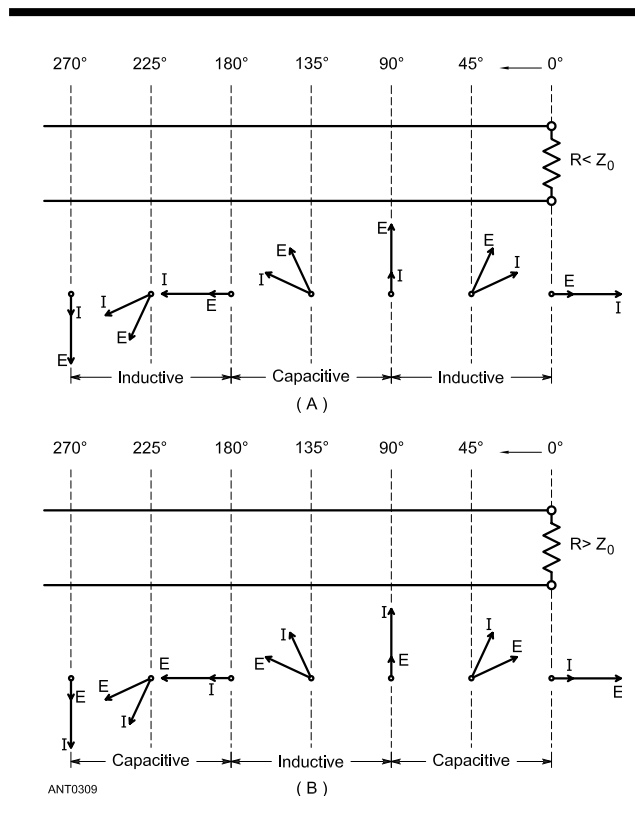 270° 225° 180° 135° 90° 45° 0°
R< Z0
E E E E
I I I
I I E E I
I
E E
Inductive Capacitive Inductive
( A )
270° 225° 180° 135° 90° 45° 0°
R> Z0
I I I I
E E E
E E I I E
E
I I
Capacitive Inductive Capacitive
ANT0309 ( B )